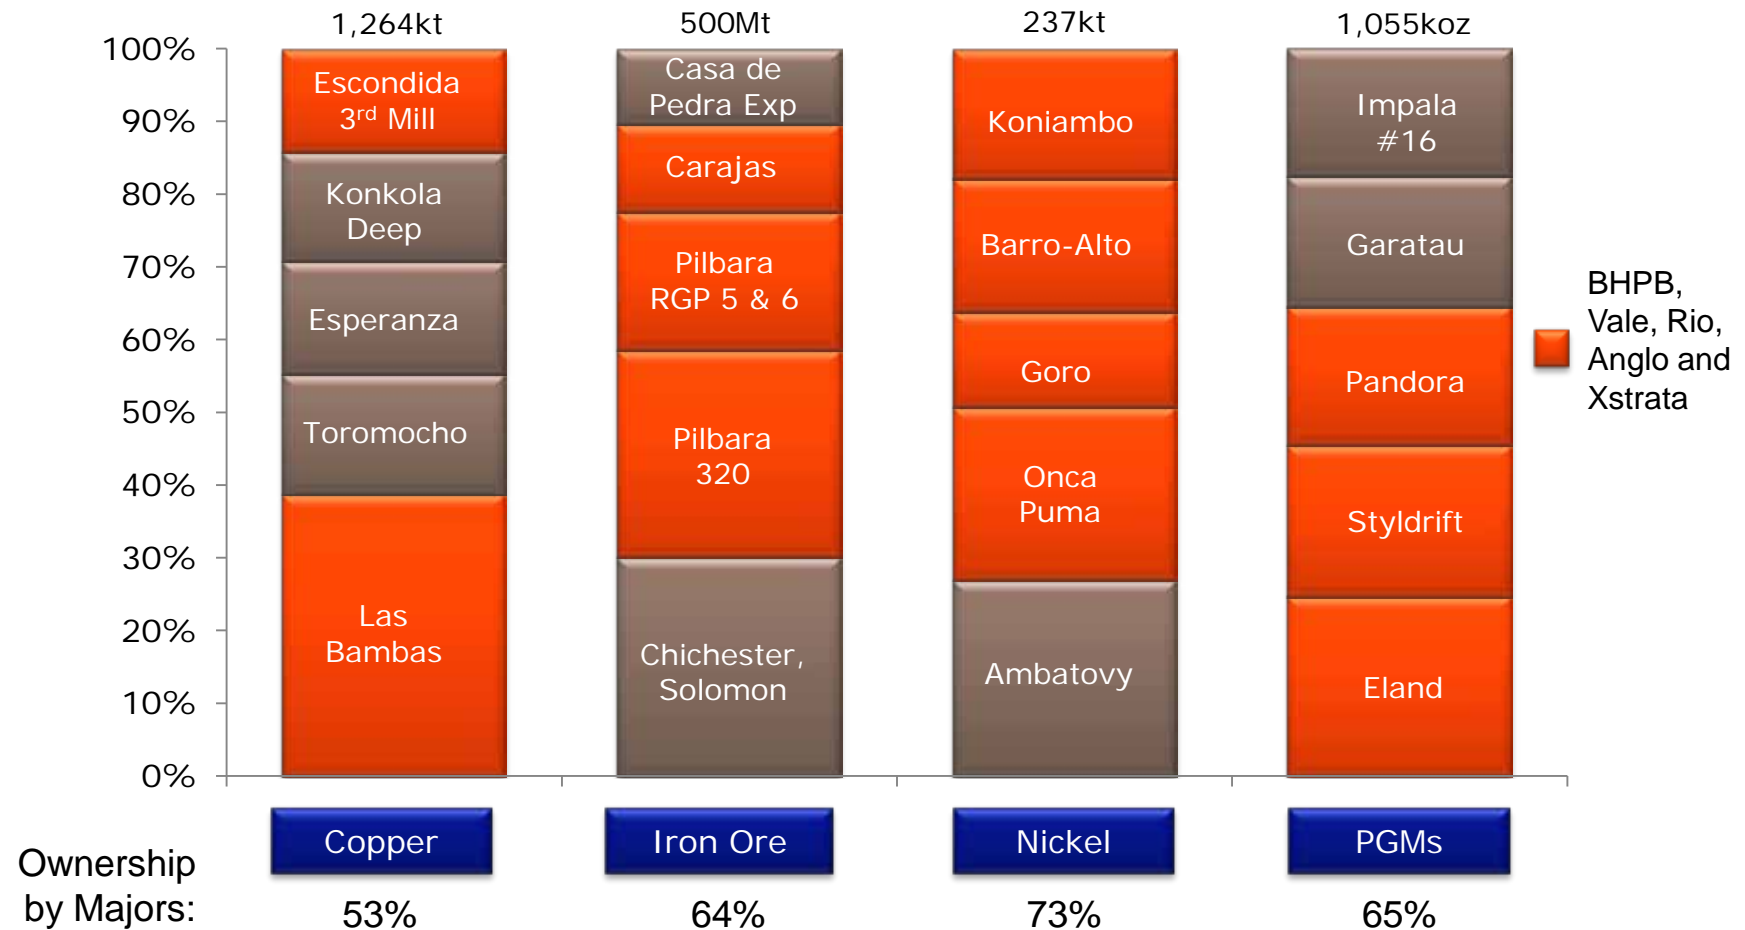 1,264kt
500Mt
237kt
1,055koz
100%
90%
80%
70%
60%
50%
40%
30%
20%
10%
0%
Escondida
3rd Mill
Konkola
Deep
Esperanza
Toromocho
Las
Bambas
Casa de
Pedra Exp
Carajas
Pilbara
RGP 5 & 6
Pilbara
320
Chichester,
Solomon
Koniambo
Barro-Alto
Goro
Onca
Puma
Ambatovy
Impala
#16
Garatau
Pandora
Styldrift
Eland
BHPB,
Vale, Rio,
Anglo and
Xstrata
Copper
Iron Ore
Nickel
PGMs
Ownership
by Majors:
53%
64%
73%
65%